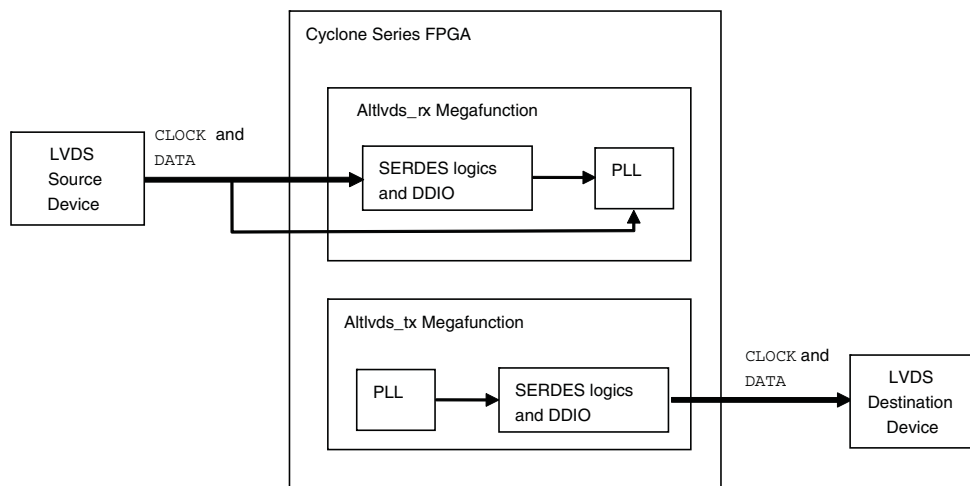 Cyclone Series FPGA
Altlvds_rx Megafunction
CLOCK and
DATA
LVDS
Source
Device
SERDES logics
and DDIO
PLL
Altlvds_tx Megafunction
PLL
SERDES logics
and DDIO
CLOCK and
DATA
LVDS
Destination
Device